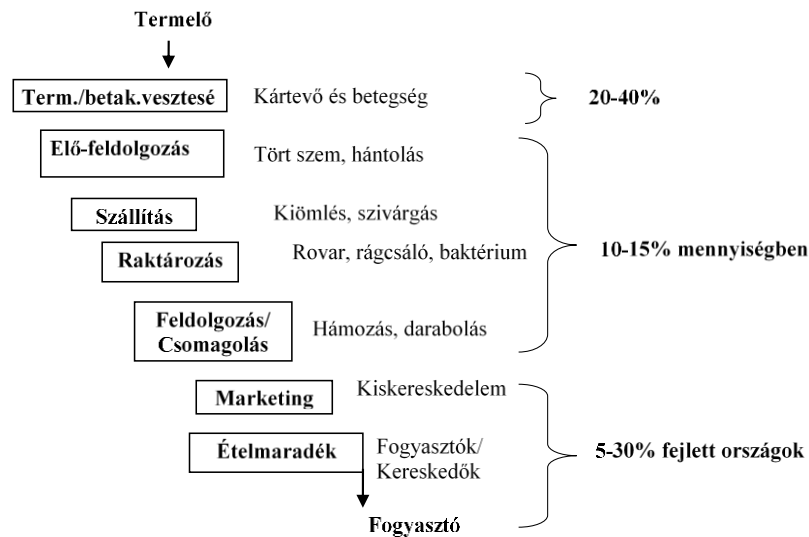 Termelő
Term./betak.vesztesé
Kártevő és betegség
20-40%
Elő-feldolgozás
Tört szem, hántolás
Szállítás
Kiömlés, szivárgás
Raktározás
Rovar, rágcsáló, baktérium
10-15% mennyiségben
Feldolgozás/
Csomagolás
Hámozás, darabolás
Marketing
Kiskereskedelem
Ételmaradék
Fogyasztók/
Kereskedők
5-30% fejlett országok
Fogyasztó